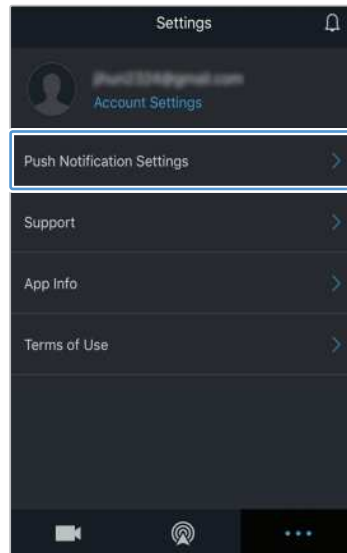 Settings
Account Settings
Push Notification Settings
Support
App Info
Terms of Use